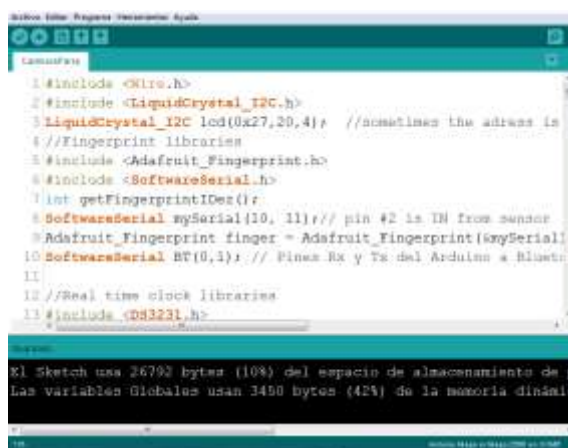 Archivo Editar Programa Herramientas Ayuda
1 #include <Wire.h>
2 #include <LiquidCrystal_I2C.h>
3 LiquidCrystal_I2C lcd(0x27,20,4); //sometimes the adress is
4 //Fingerprint libraries
5 #include <Adafruit_Fingerprint.h>
6 #include <SoftwareSerial.h>
7 int getFingerprintIDez();
8 SoftwareSerial mySerial(10, 11);// pin #2 is IN from sensor
9 Adafruit_Fingerprint finger = Adafruit_Fingerprint(&mySerial
10 SoftwareSerial BT(0,1); // Pines Rx y Tx del Arduino a Blueto
11
12 //Real time clock libraries
13 #include <DS3231.h>
El Sketch usa 26792 bytes (10%) del espacio de almacenamiento de
Las variables Globales usan 3450 bytes (42%) de la memoria dinámi